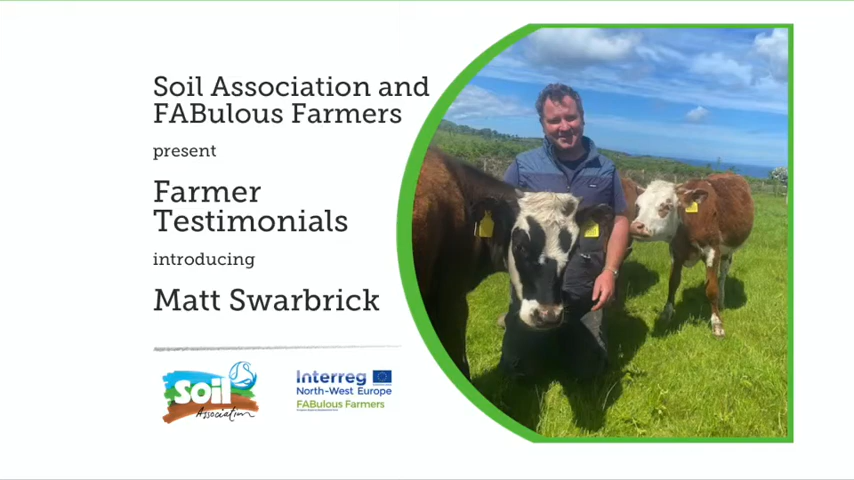 Soil Association and
FABulous Farmers
present
Farmer
Testimonials
introducing
Matt Swarbrick
Soil
Association
Interreg
North-West Europe
FABulous Farmers